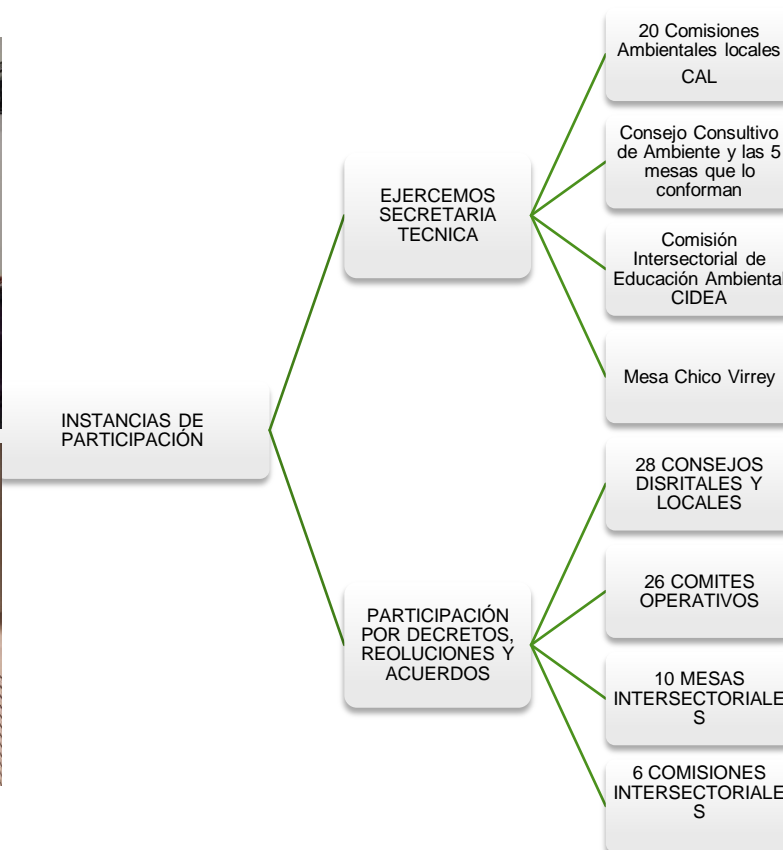 INSTANCIAS DE
PARTICIPACIÓN
EJERCEMOS
SECRETARIA
TECNICA
20 Comisiones
Ambientales locales
CAL
Consejo Consultivo
de Ambiente y las 5
mesas que lo
conforman
Comisión
Intersectorial de
Educación Ambiental
CIDEA
Mesa Chico Virrey
PARTICIPACIÓN
POR DECRETOS,
REOLUCIONES Y
ACUERDOS
28 CONSEJOS
DISRITALES Y
LOCALES
26 COMITES
OPERATIVOS
10 MESAS
INTERSECTORIALE
S
6 COMISIONES
INTERSECTORIALE
S